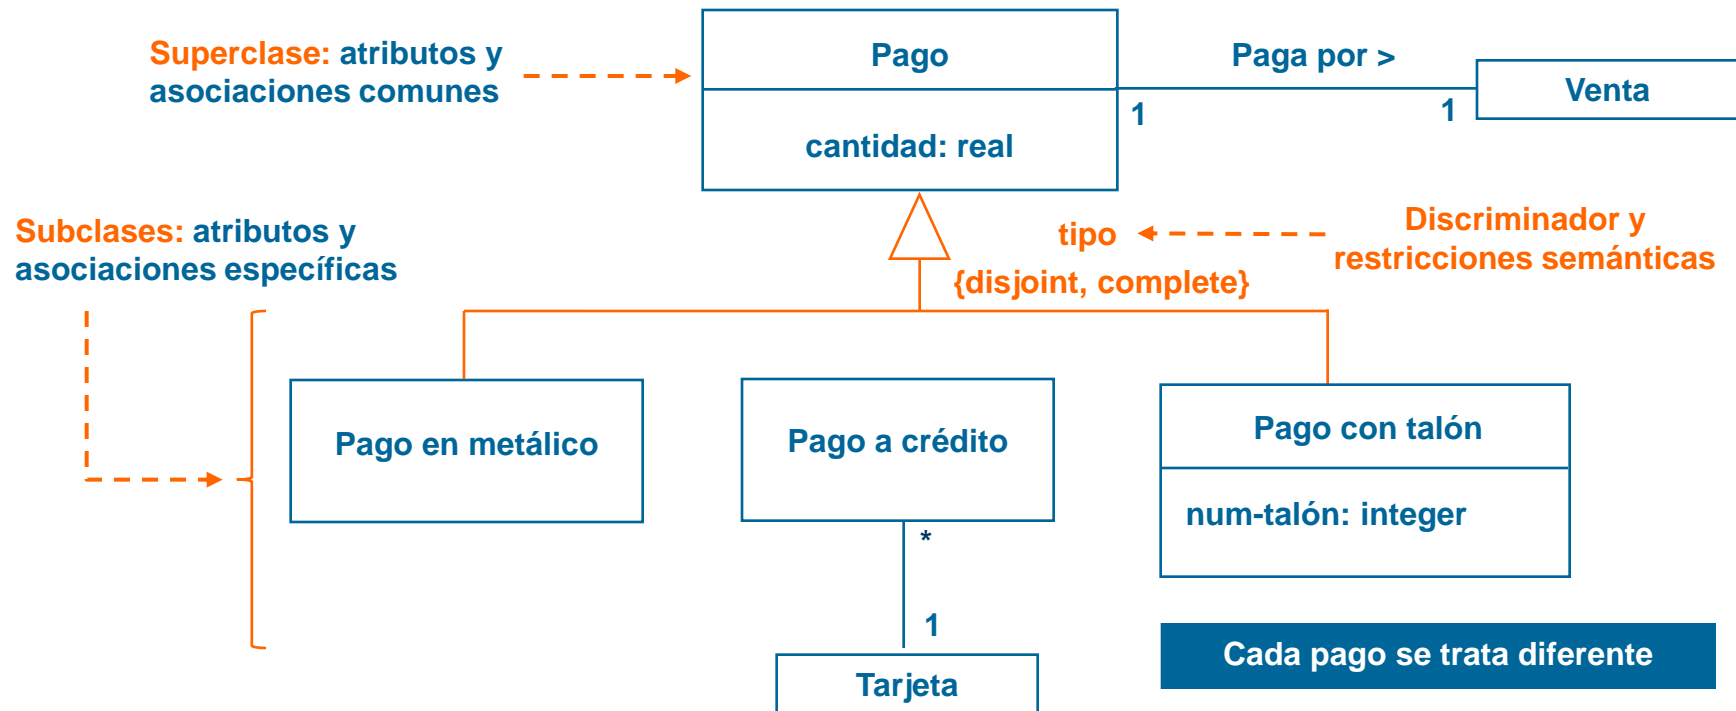 Superclase: atributos y
asociaciones comunes
Pago
cantidad: real
Paga por >
1
1
Venta
Subclases: atributos y
asociaciones específicas
tipo
{disjoint, complete}
Discriminador y
restricciones semánticas
Pago en metálico
Pago a crédito
Pago con talón
num-talón: integer
*
1
Tarjeta
Cada pago se trata diferente